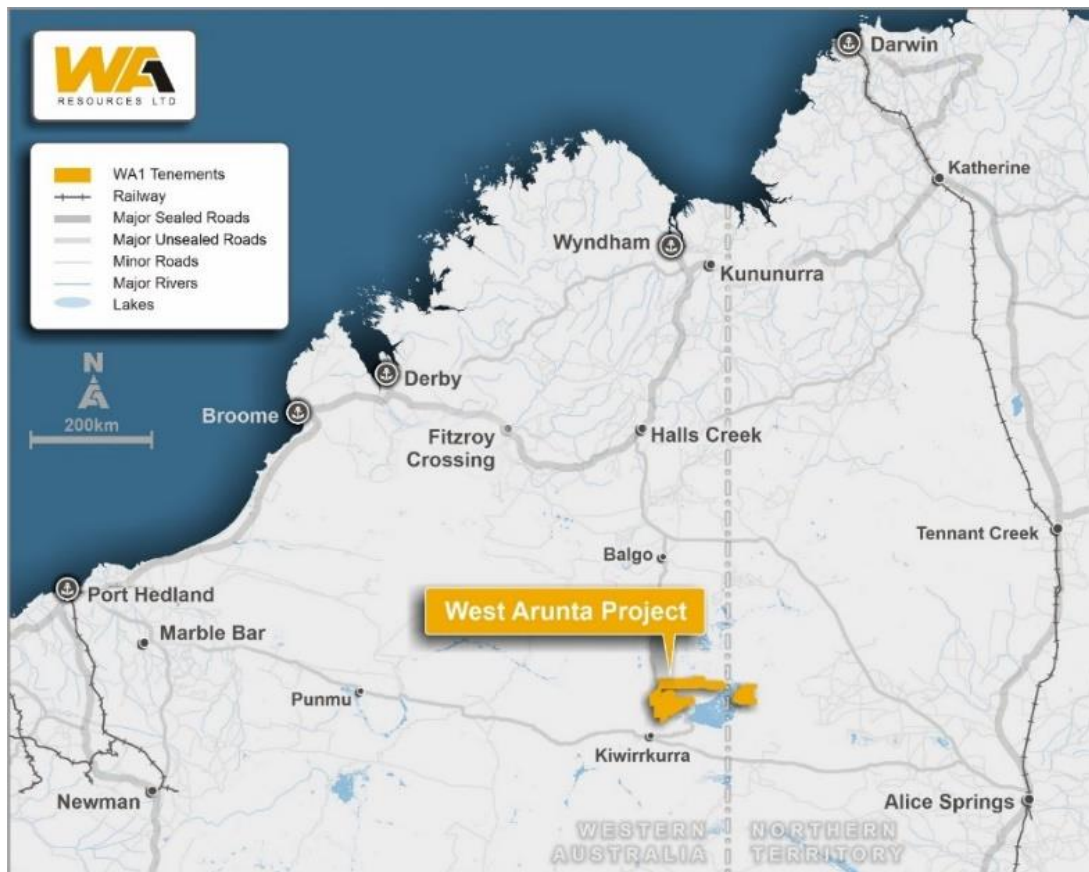 WA
RESOURCES LTD
WA1 Tenements
Railway
Major Sealed Roads
Major Unsealed Roads
Minor Roads
Major Rivers
Lakes
N
200km
Darwin
Katherine
Wyndham
Kununurra
Derby
Broome
Fitzroy
Crossing
Halls Creek
Tennant Creek
Balgo
Port Hedland
West Arunta Project
Marble Bar
Punmu
Kiwirrkurra
Newman
Alice Springs
WESTERN
AUSTRALIA
NORTHERN
TERRITORY